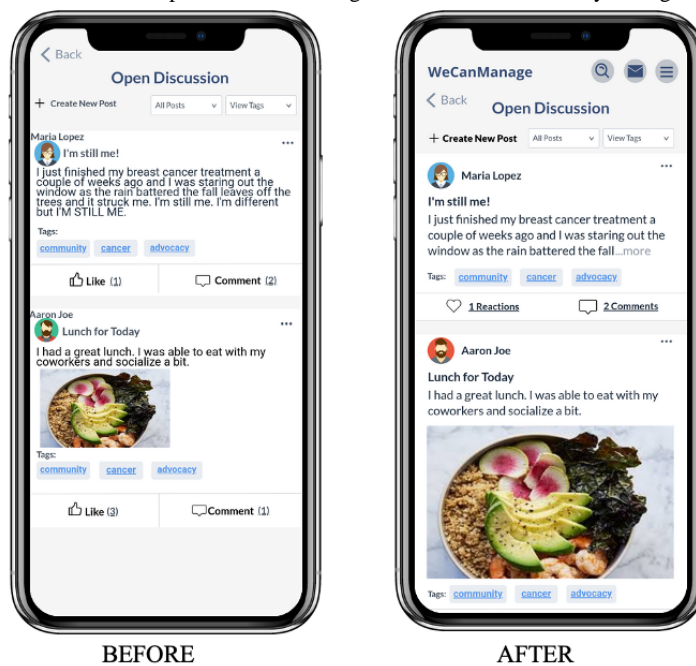 Back
Open Discussion
+ Create New Post All Posts View Tags
Maria Lopez
I'm still me!
I just finished my breast cancer treatment a
couple of weeks ago and I was staring out the
window as the rain battered the fall leaves off the
trees and it struck me. I'm still me. I'm different
but I'M STILL ME.
Tags:
community cancer advocacy
Like (1) Comment (2)
Aaron Joe
Lunch for Today
I had a great lunch. I was able to eat with my
coworkers and socialize a bit.
Tags:
community cancer advocacy
Like (3) Comment (1)
BEFORE
WeCanManage
Back
Open Discussion
+ Create New Post All Posts View Tags
Maria Lopez
I'm still me!
I just finished my breast cancer treatment a
couple of weeks ago and I was staring out the
window as the rain battered the fall...more
Tags: community cancer advocacy
1 Reactions 2 Comments
Aaron Joe
Lunch for Today
I had a great lunch. I was able to eat with my
coworkers and socialize a bit.
Tags: community cancer advocacy
AFTER